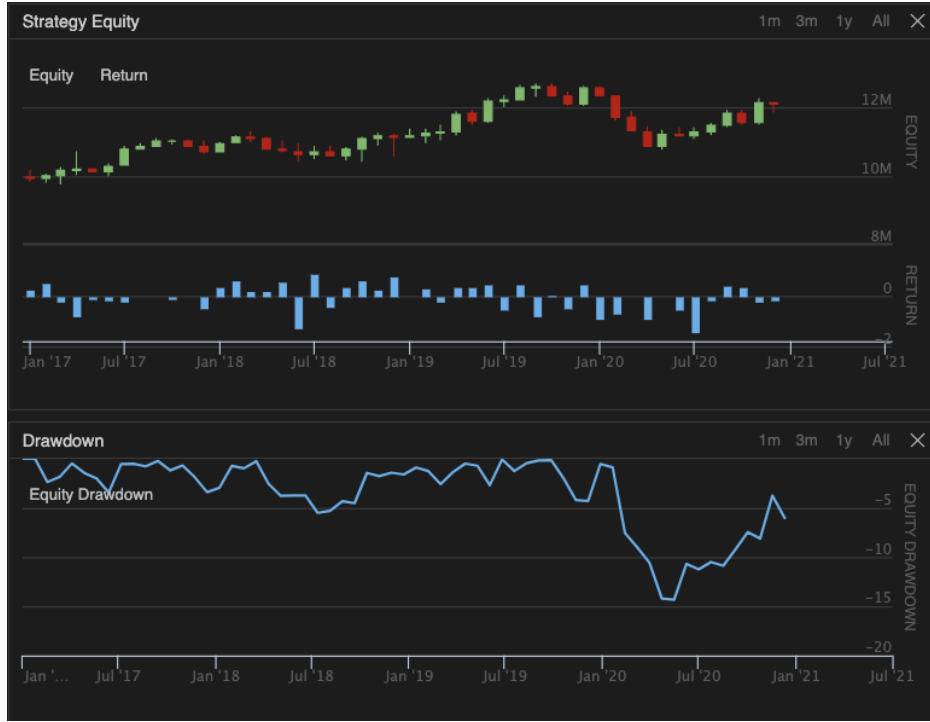 Strategy Equity 1m 3m 1y All
Equity Return
12M
10M
8M
EQUITY
0
-2
RETURN
Jan '17 Jul '17 Jan '18 Jul '18 Jan '19 Jul '19 Jan '20 Jul '20 Jan '21 Jul '21
Drawdown 1m 3m 1y All
Equity Drawdown
-5
-10
-15
-20
EQUITY DRAWDOWN
Jan '... Jul '17 Jan '18 Jul '18 Jan '19 Jul '19 Jan '20 Jul '20 Jan '21 Jul '21